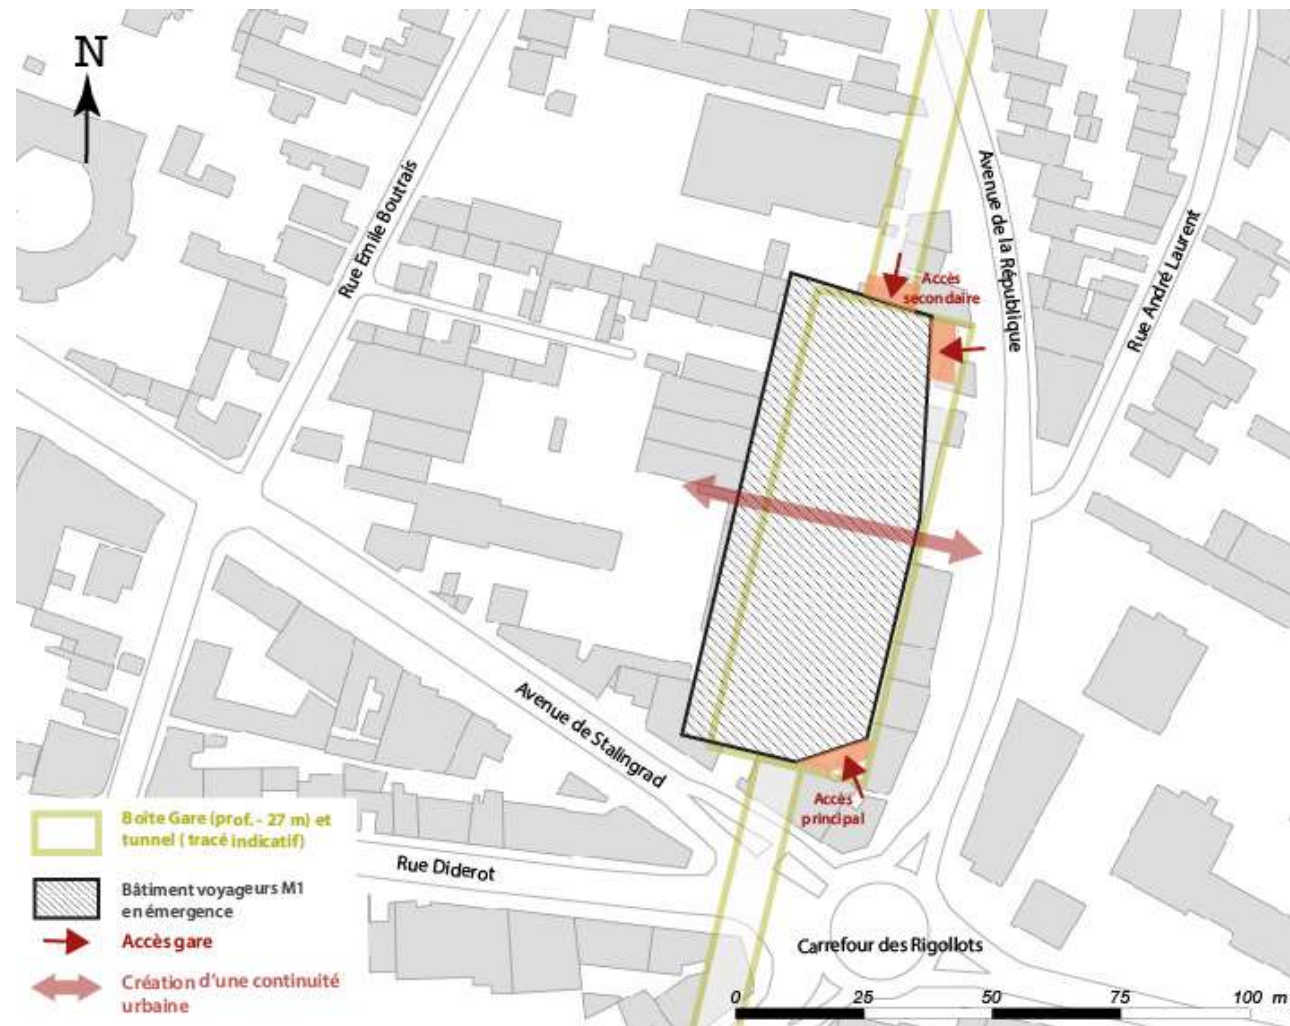 N
Rue Emile Boutrais
Avenue de la République
Rue André Laurent
Accès
secondaire
Avenue de Stalingrad
Accès
principal
Rue Diderot
Carrefour des Rigollots
Boîte Gare (prof. - 27 m) et
tunnel ( tracé indicatif)
Bâtiment voyageurs M1
en émergence
Accès gare
Création d'une continuité
urbaine
0 25 50 75 100 m